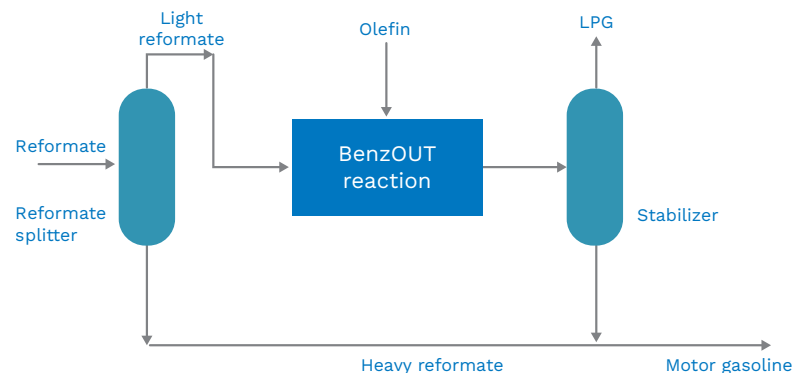 Light
reformate
Olefin
LPG
Reformate
BenzOUT
reaction
Reformate
splitter
Stabilizer
Heavy reformate
Motor gasoline